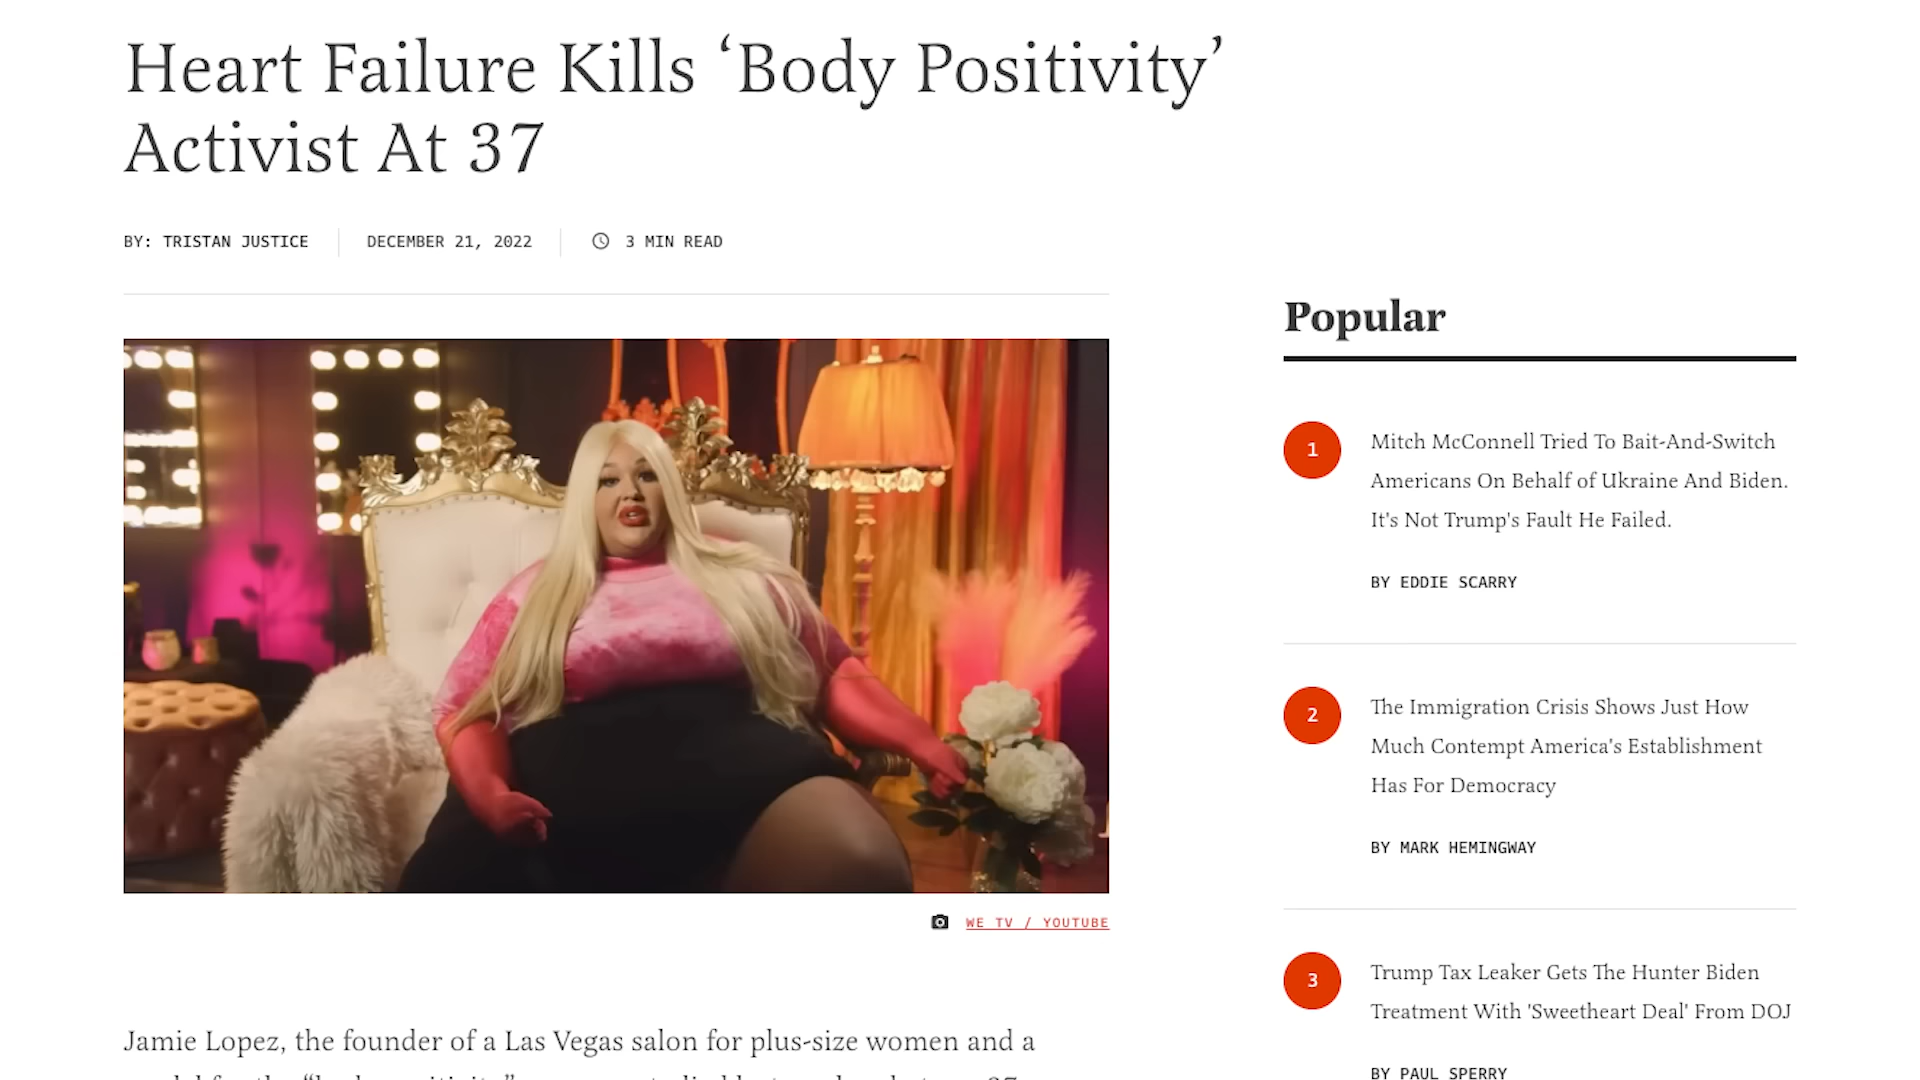 Heart Failure Kills ‘Body Positivity’
Activist At 37
BY: TRISTAN JUSTICE
DECEMBER 21, 2022
3 MIN READ
WE TV / YOUTUBE
Jamie Lopez, the founder of a Las Vegas salon for plus-size women and a
Popular
1
Mitch McConnell Tried To Bait-And-Switch
Americans On Behalf of Ukraine And Biden.
It's Not Trump's Fault He Failed.
BY EDDIE SCARRY
2
The Immigration Crisis Shows Just How
Much Contempt America's Establishment
Has For Democracy
BY MARK HEMINGWAY
3
Trump Tax Leaker Gets The Hunter Biden
Treatment With 'Sweetheart Deal' From DOJ
BY PAUL SPERRY